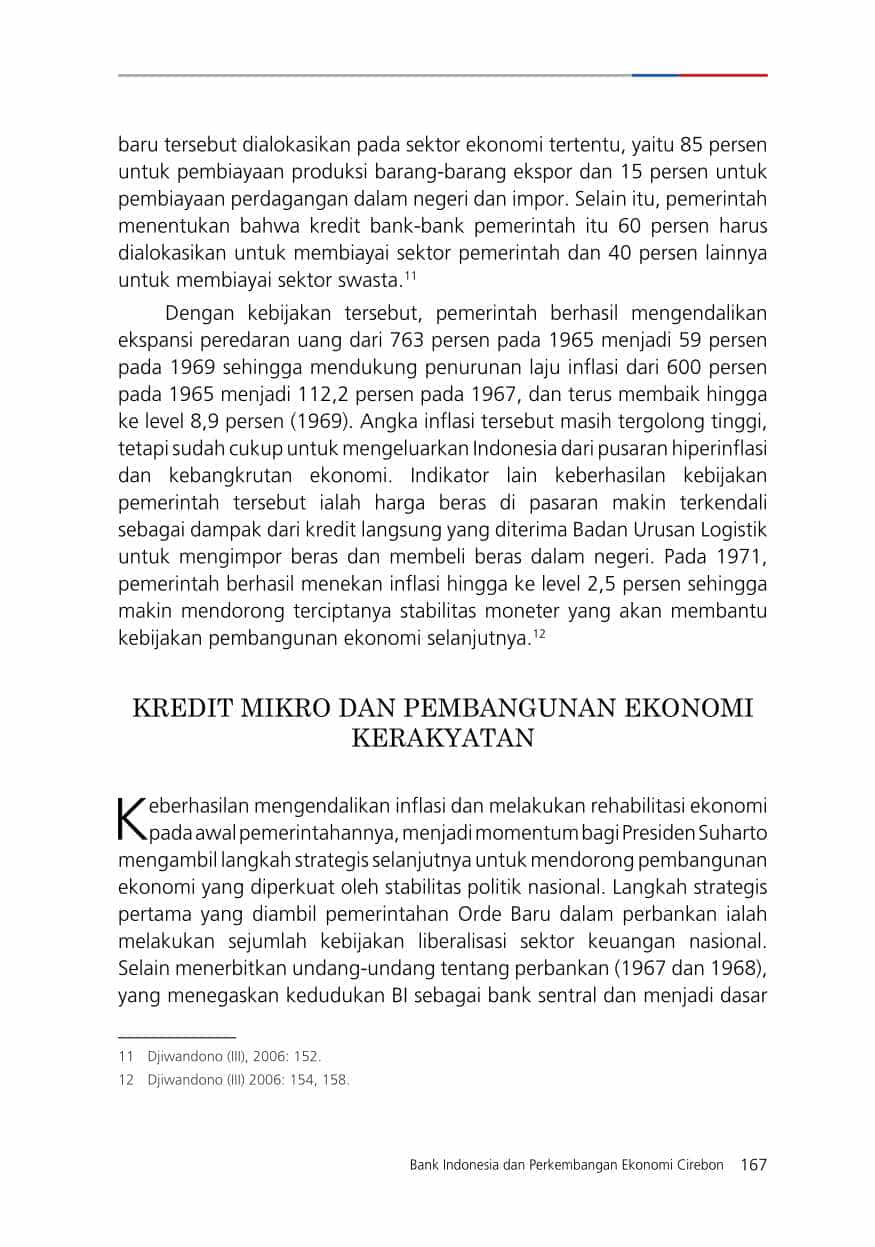 baru tersebut dialokasikan pada sektor ekonomi tertentu, yaitu 85 persen
untuk pembiayaan produksi barang-barang ekspor dan 15 persen untuk
pembiayaan perdagangan dalam negeri dan impor. Selain itu, pemerintah
menentukan bahwa kredit bank-bank pemerintah itu 60 persen harus
dialokasikan untuk membiayai sektor pemerintah dan 40 persen lainnya
untuk membiayai sektor swasta.11
Dengan kebijakan tersebut, pemerintah berhasil mengendalikan
ekspansi peredaran uang dari 763 persen pada 1965 menjadi 59 persen
pada 1969 sehingga mendukung penurunan laju inflasi dari 600 persen
pada 1965 menjadi 112,2 persen pada 1967, dan terus membaik hingga
ke level 8,9 persen (1969). Angka inflasi tersebut masih tergolong tinggi,
tetapi sudah cukup untuk mengeluarkan Indonesia dari pusaran hiperinflasi
dan kebangkrutan ekonomi. Indikator lain keberhasilan kebijakan
pemerintah tersebut ialah harga beras di pasaran makin terkendali
sebagai dampak dari kredit langsung yang diterima Badan Urusan Logistik
untuk mengimpor beras dan membeli beras dalam negeri. Pada 1971,
pemerintah berhasil menekan inflasi hingga ke level 2,5 persen sehingga
makin mendorong terciptanya stabilitas moneter yang akan membantu
kebijakan pembangunan ekonomi selanjutnya.12
KREDIT MIKRO DAN PEMBANGUNAN EKONOMI
KERAKYATAN
Keberhasilan mengendalikan inflasi dan melakukan rehabilitasi ekonomi
pada awal pemerintahannya, menjadi momentum bagi Presiden Suharto
mengambil langkah strategis selanjutnya untuk mendorong pembangunan
ekonomi yang diperkuat oleh stabilitas politik nasional. Langkah strategis
pertama yang diambil pemerintahan Orde Baru dalam perbankan ialah
melakukan sejumlah kebijakan liberalisasi sektor keuangan nasional.
Selain menerbitkan undang-undang tentang perbankan (1967 dan 1968),
yang menegaskan kedudukan BI sebagai bank sentral dan menjadi dasar
11 Djiwandono (III), 2006: 152.
12 Djiwandono (III) 2006: 154, 158.
Bank Indonesia dan Perkembangan Ekonomi Cirebon 167